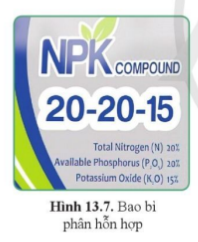 NPK COMPOUND
20-20-15
Total Nitrogen (N) 20%
Available Phosphorus (P₂O₅) 20%
Potassium Oxide (K₂O) 15%
Hình 13.7. Bao bì
phân hỗn hợp